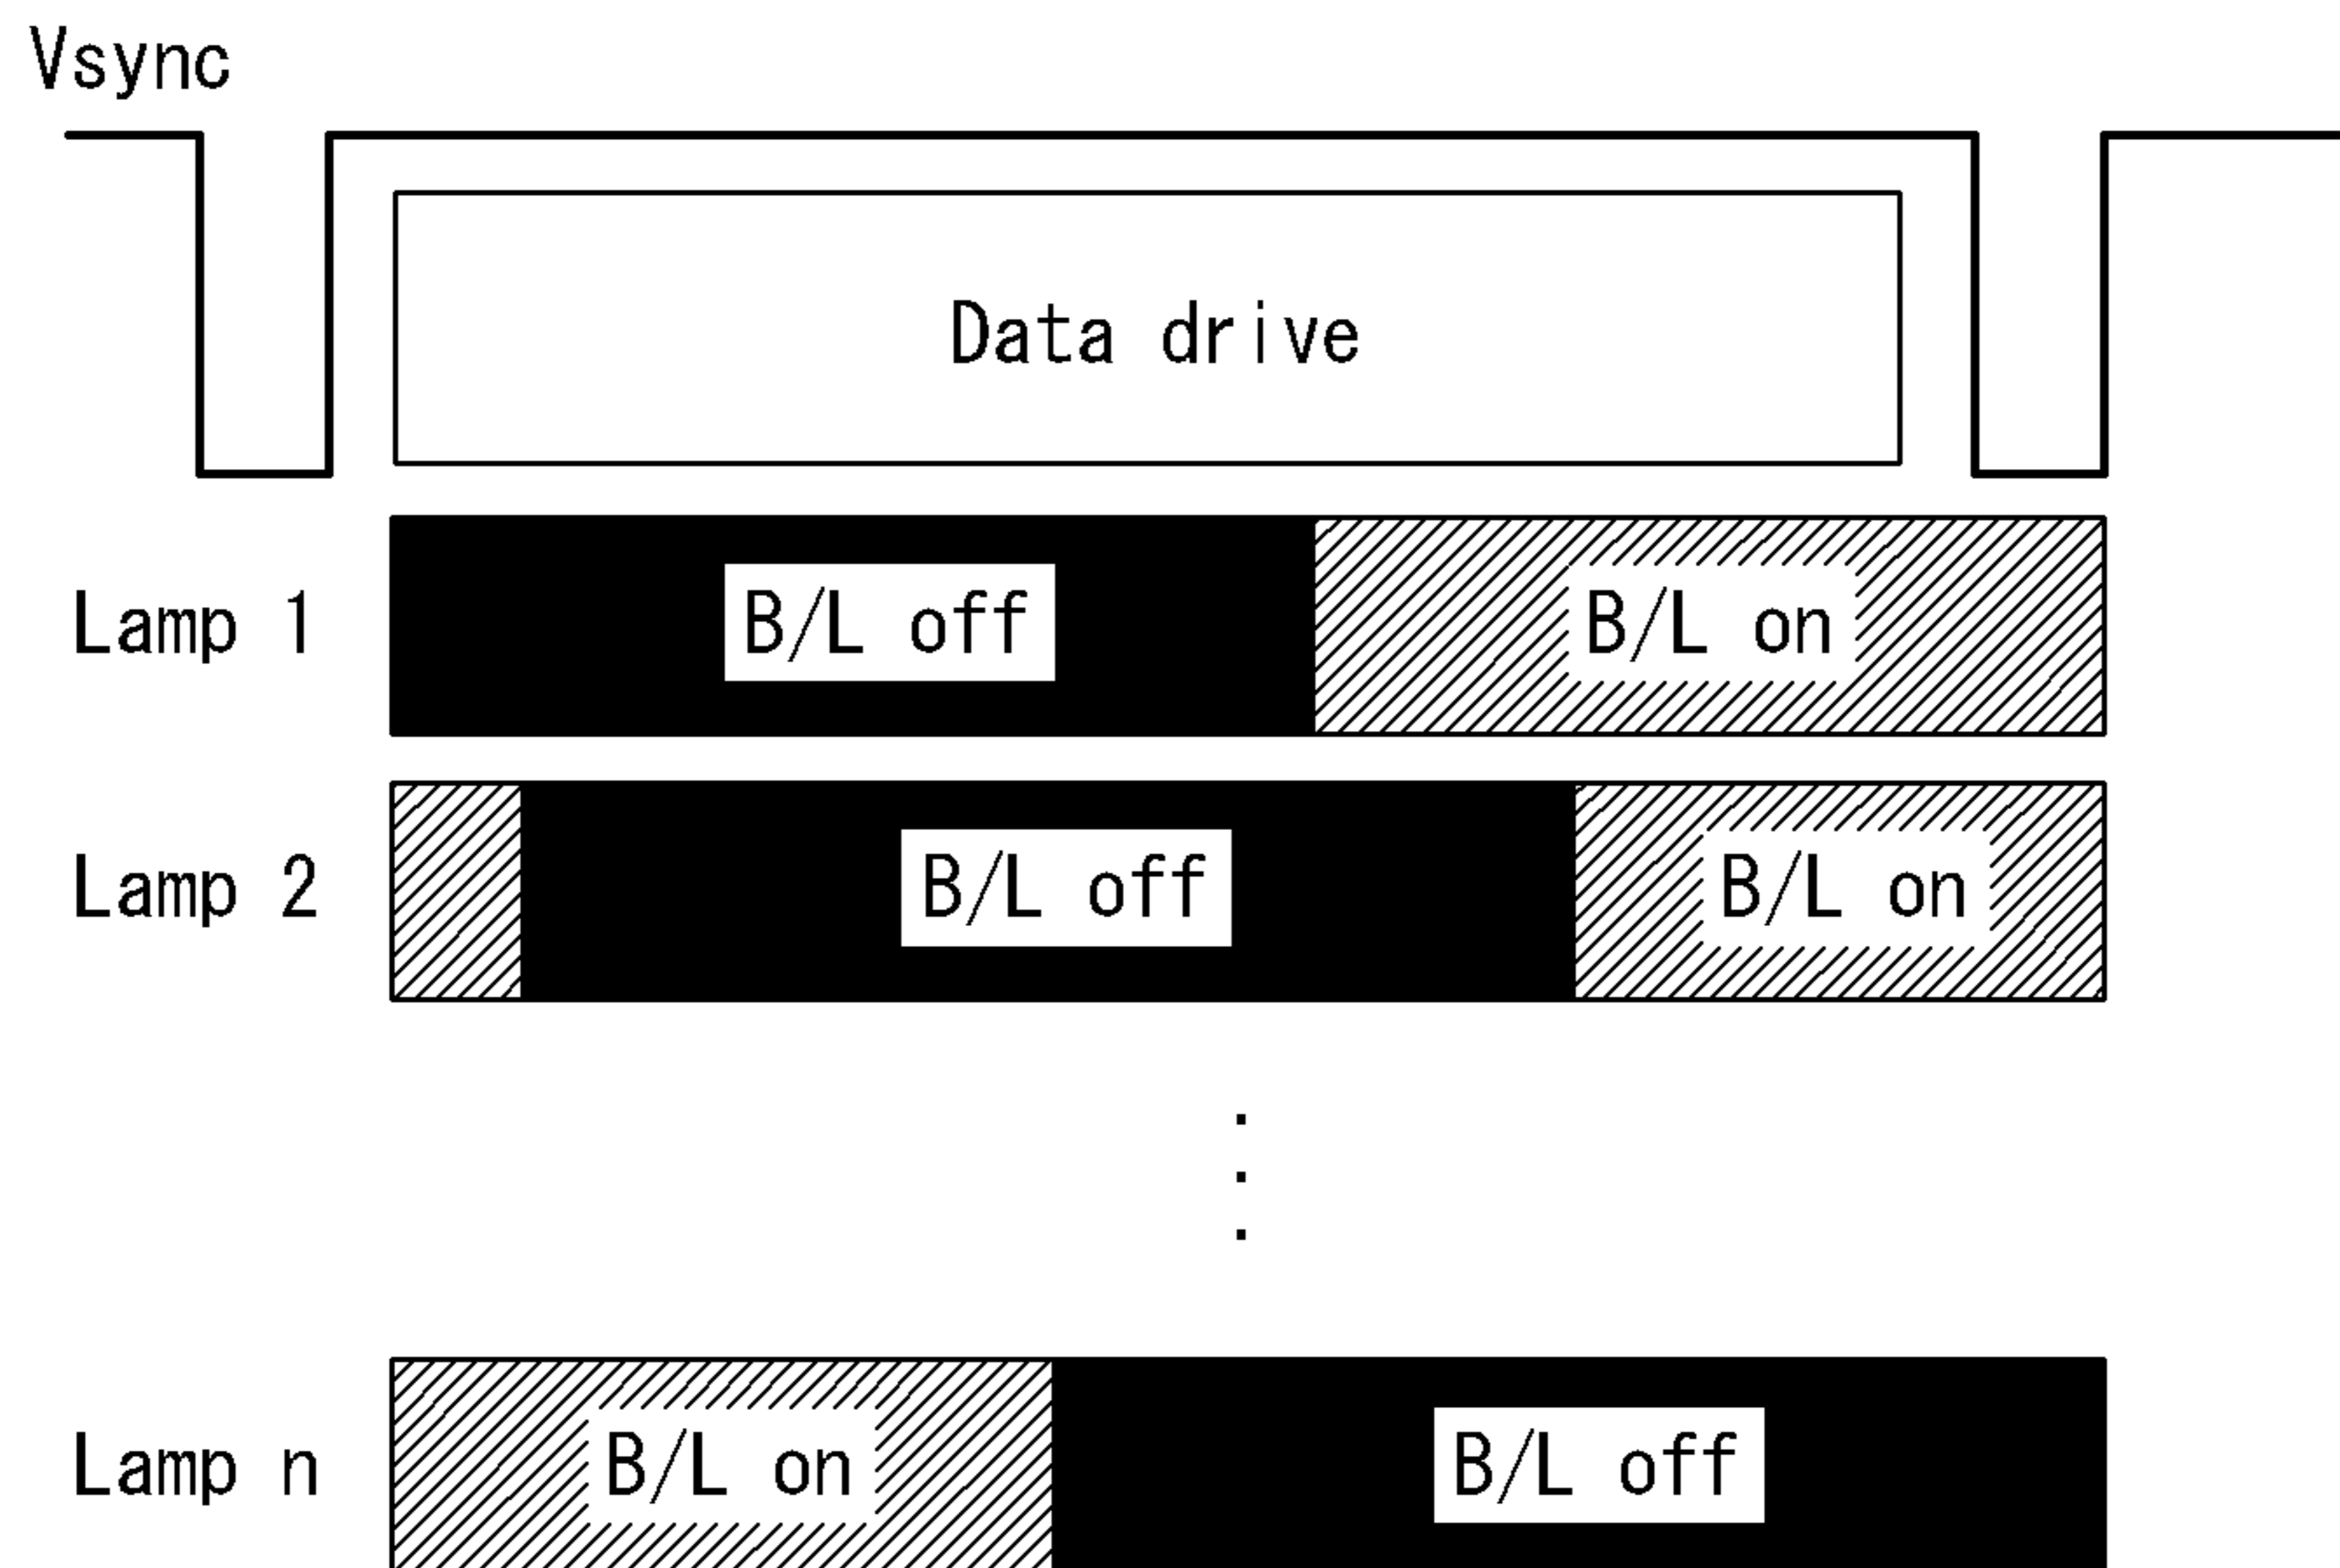 Vsync
Data drive
Lamp 1 B/L off B/L on
Lamp 2 B/L off B/L on
Lamp n B/L on B/L off